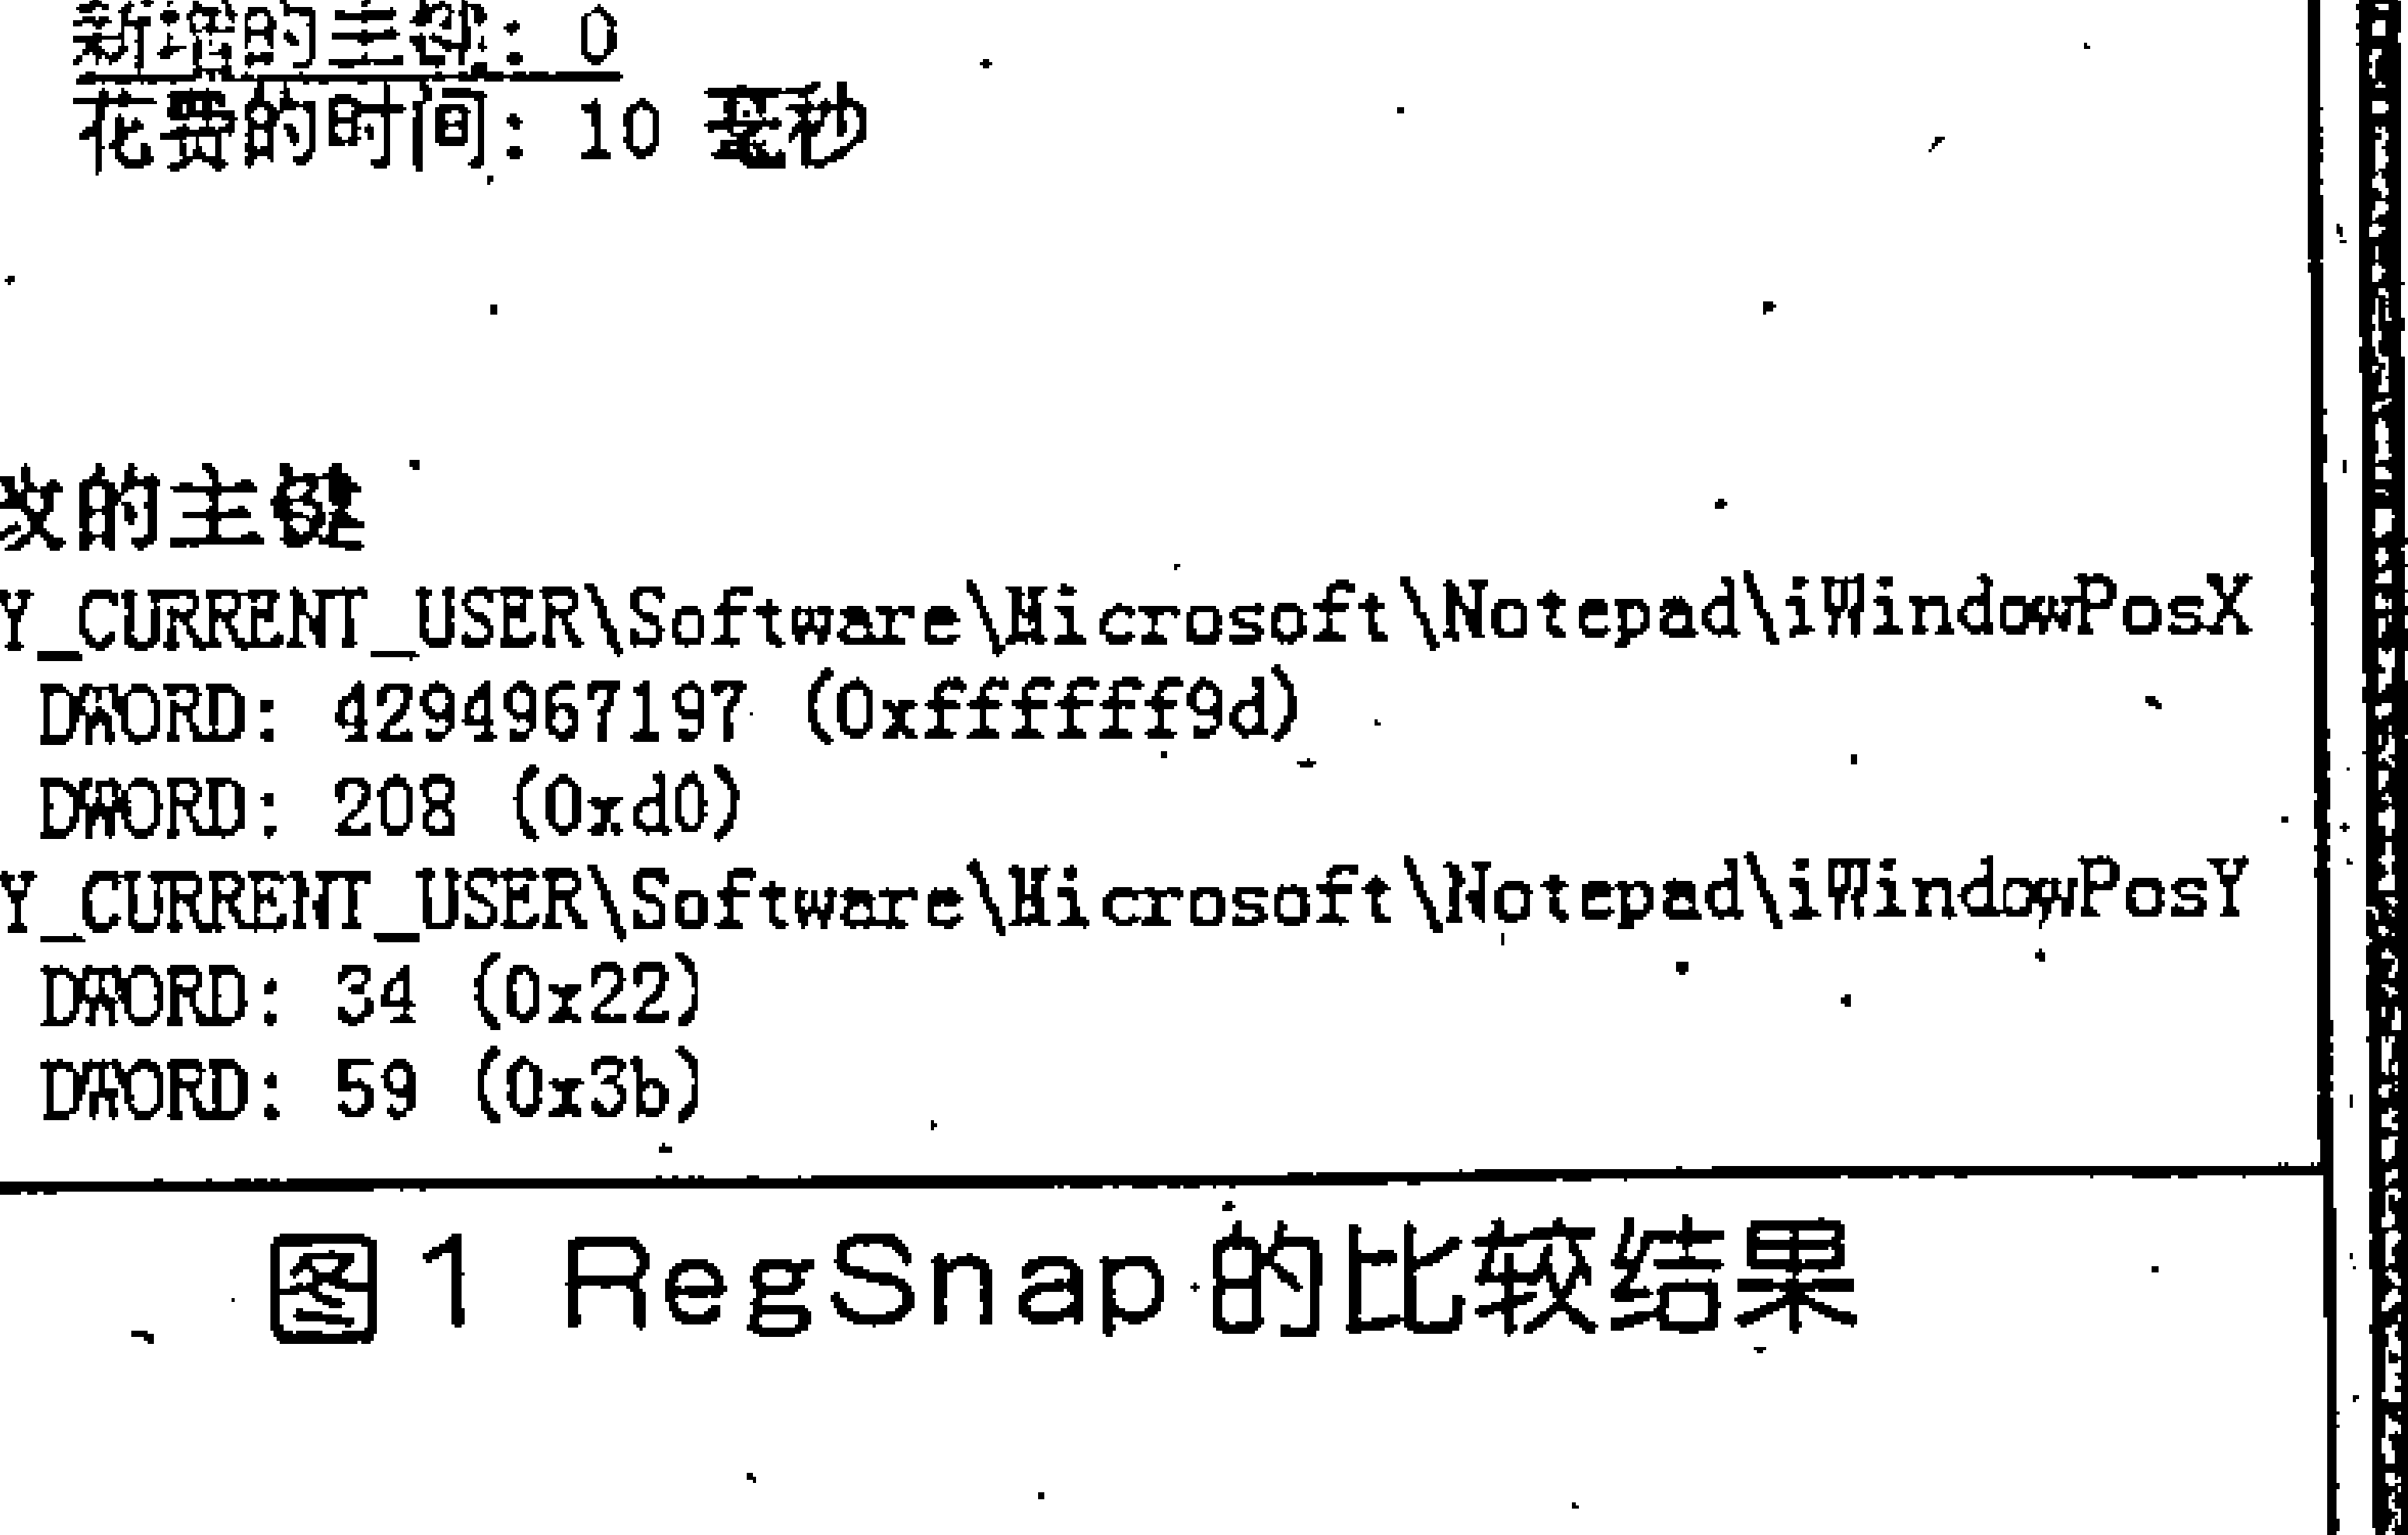 新增的主键: 0
花费的时间: 10 毫秒
改的主键
Y_CURRENT_USER\Software\Microsoft\Notepad\iWindowPosX
DWORD: 4294967197 (0xffffff9d)
DWORD: 208 (0xd0)
Y_CURRENT_USER\Software\Microsoft\Notepad\iWindowPosY
DWORD: 34 (0x22)
DWORD: 59 (0x3b)
图1 RegSnap的比较结果